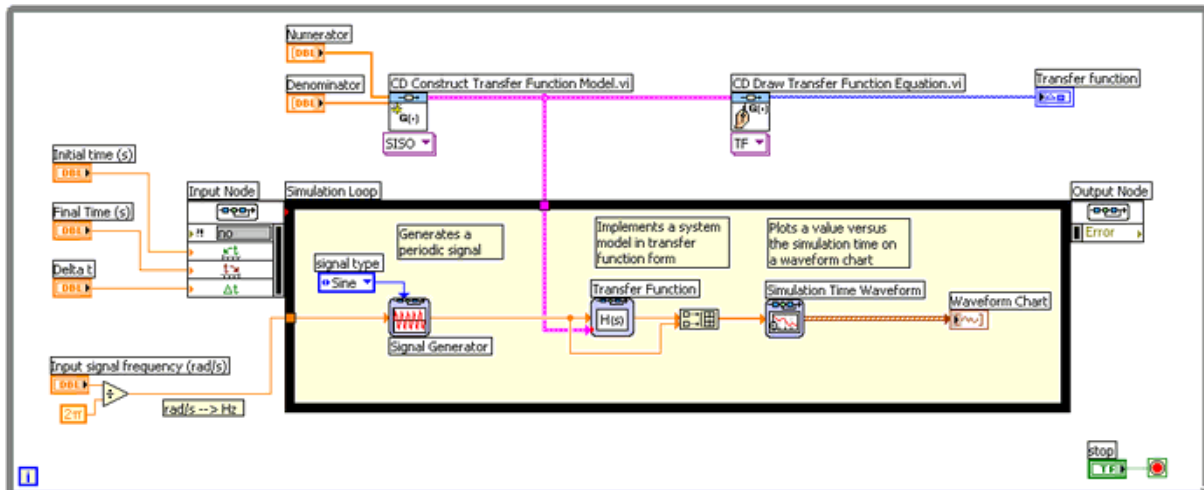 Numerator
DBL
Denominator
DBL
CD Construct Transfer Function Model.vi
G(·)
SISO
CD Draw Transfer Function Equation.vi
G(·)
TF
Transfer function
Initial time (s)
DBL
Final Time (s)
DBL
Delta t
DBL
Input Node
!! no
t
t
Δt
Simulation Loop
Output Node
Error
Generates a
periodic signal
Implements a system
model in transfer
function form
Plots a value versus
the simulation time on
a waveform chart
signal type
Sine
Signal Generator
Transfer Function
H(s)
Simulation Time Waveform
Waveform Chart
Input signal frequency (rad/s)
DBL
÷
2π
rad/s --> Hz
stop
TF
i